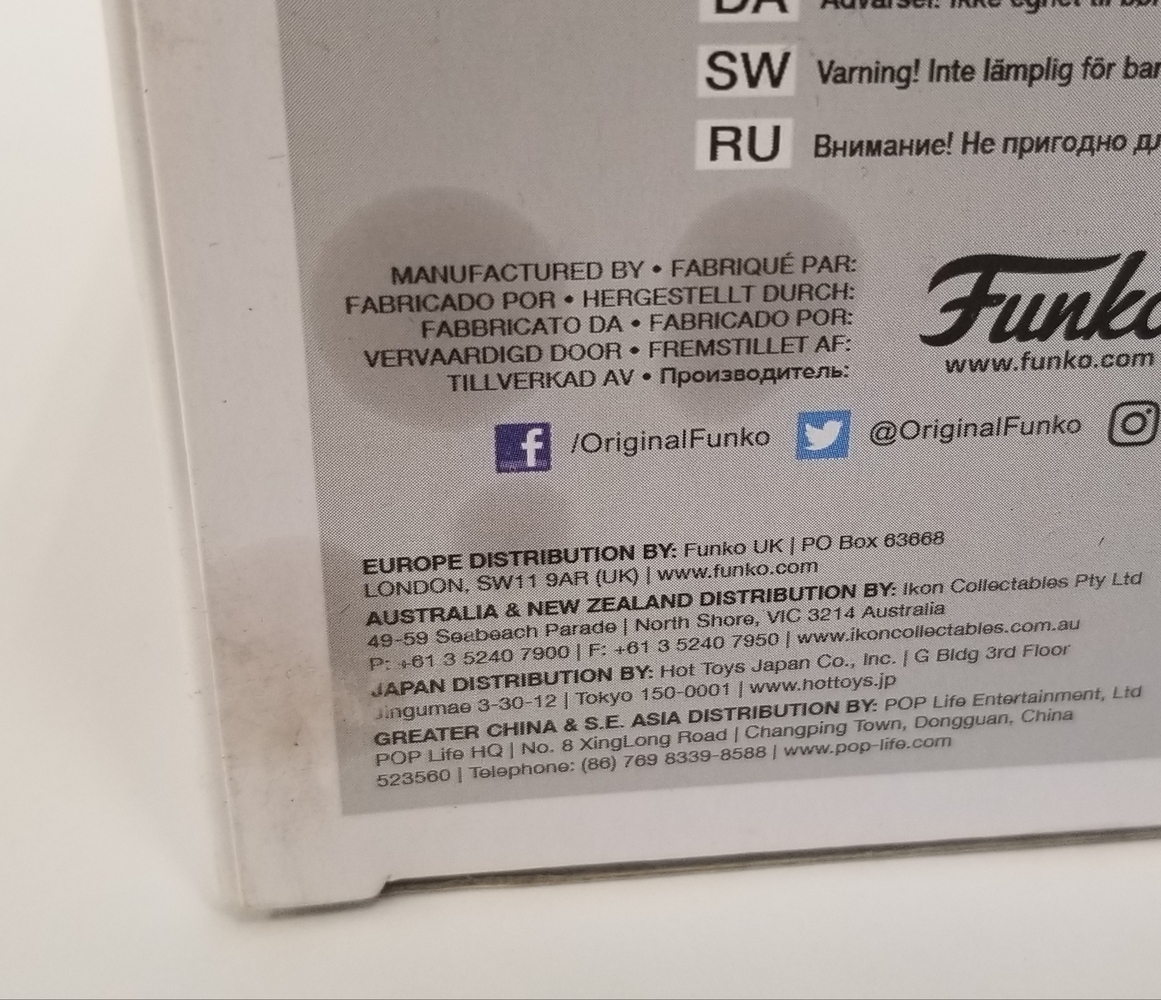 DA Advarsel! Ikke egnet til
SW Varning! Inte lämplig för
RU Внимание! Не пригодно
MANUFACTURED BY • FABRIQUÉ PAR:
FABRICADO POR • HERGESTELLT DURCH:
FABBRICATO DA • FABRICADO POR:
VERVAARDIGD DOOR • FREMSTILLET AF:
TILLVERKAD AV • Производитель:
Funko
www.funko.com
/OriginalFunko @OriginalFunko
EUROPE DISTRIBUTION BY: Funko UK | PO Box 63668
LONDON, SW11 9AR (UK) | www.funko.com
AUSTRALIA & NEW ZEALAND DISTRIBUTION BY: Ikon Collectables Pty Ltd
49-59 Seabeach Parade | North Shore, VIC 3214 Australia
P: +61 3 5240 7900 | F: +61 3 5240 7950 | www.ikoncollectables.com.au
JAPAN DISTRIBUTION BY: Hot Toys Japan Co., Inc. | G Bldg 3rd Floor
Jingumae 3-30-12 | Tokyo 150-0001 | www.hottoys.jp
GREATER CHINA & S.E. ASIA DISTRIBUTION BY: POP Life Entertainment, Ltd
POP Life HQ | No. 8 XingLong Road | Changping Town, Dongguan, China
523560 | Telephone: (86) 769 8339-8588 | www.pop-life.com